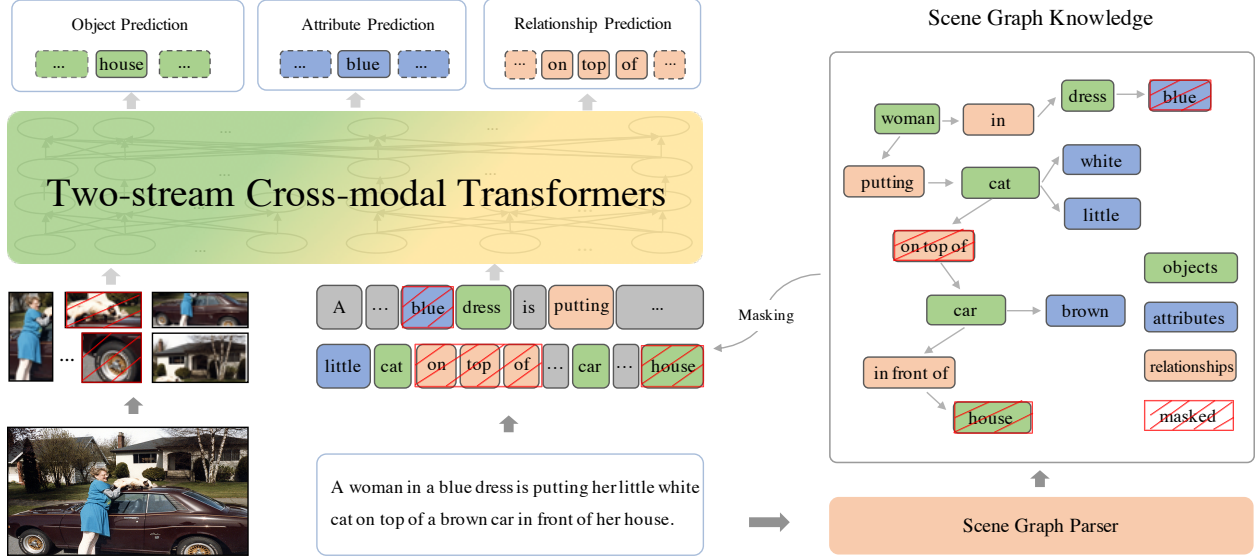 Object Prediction
... house ...
Attribute Prediction
... blue ...
Relationship Prediction
... on top of ...
Two-stream Cross-modal Transformers
...
...
...
...
...
A ... blue dress is putting ...
little cat on top of ... car ... house
Masking
A woman in a blue dress is putting her little white
cat on top of a brown car in front of her house.
Scene Graph Knowledge
woman
in
dress
blue
putting
cat
white
little
on top of
car
brown
in front of
house
objects
attributes
relationships
masked
Scene Graph Parser